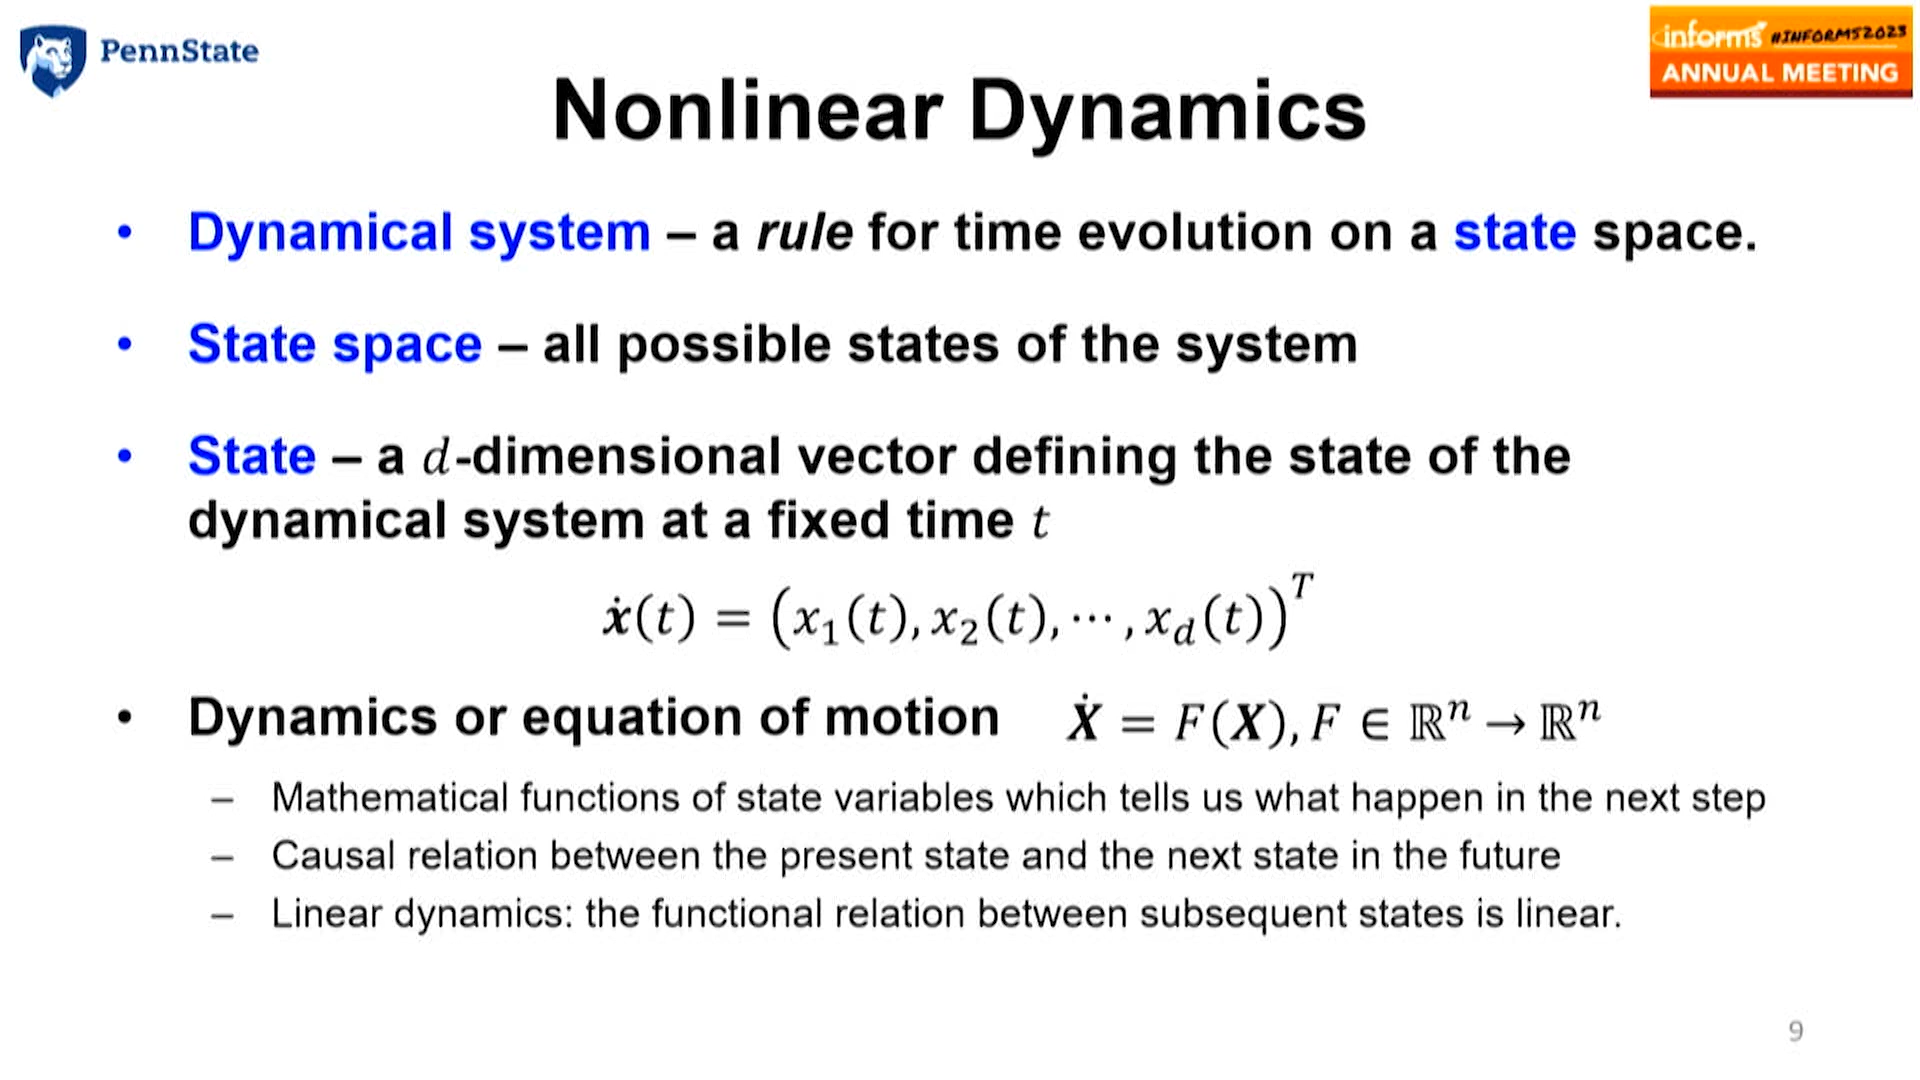 PennState
informs #INFORMS2023
ANNUAL MEETING
Nonlinear Dynamics
• Dynamical system – a rule for time evolution on a state space.
• State space – all possible states of the system
• State – a d-dimensional vector defining the state of the
dynamical system at a fixed time t
ẋ(t) = (x₁(t), x₂(t), ⋯ , x_d(t))ᵀ
• Dynamics or equation of motion Ẋ = F(X), F ∈ ℝⁿ → ℝⁿ
– Mathematical functions of state variables which tells us what happen in the next step
– Causal relation between the present state and the next state in the future
– Linear dynamics: the functional relation between subsequent states is linear.
9